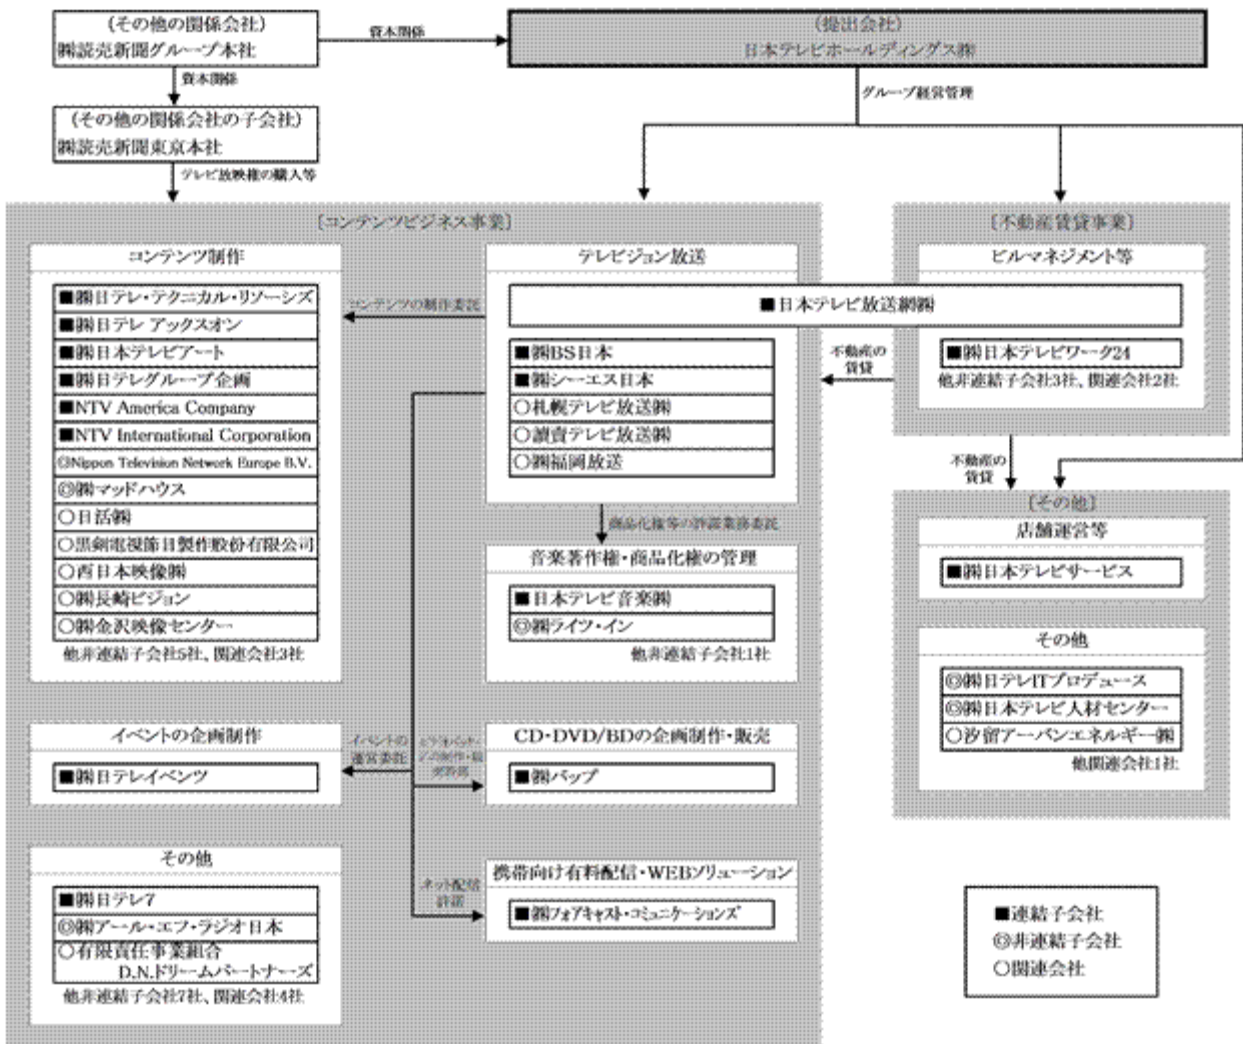 (その他の関係会社)
㈱読売新聞グループ本社
資本関係
(提出会社)
日本テレビホールディングス㈱
資本関係
グループ経営管理
(その他の関係会社の子会社)
㈱読売新聞東京本社
テレビ放映権の購入等
[コンテンツビジネス事業]
コンテンツ制作
■㈱日テレ・テクニカル・リソーシズ
■㈱日テレ アックスオン
■㈱日本テレビアート
■㈱日テレグループ企画
■NTV America Company
■NTV International Corporation
◎Nippon Television Network Europe B.V.
◎㈱マッドハウス
○日活㈱
○黒剣電視節目製作股份有限公司
○西日本映像㈱
○㈱長崎ビジョン
○㈱金沢映像センター
他非連結子会社5社、関連会社3社
コンテンツの制作委託
テレビジョン放送
■日本テレビ放送網㈱
■㈱BS日本
■㈱シーエス日本
○札幌テレビ放送㈱
○讀賣テレビ放送㈱
○㈱福岡放送
商品化権等の許諾業務委託
音楽著作権・商品化権の管理
■日本テレビ音楽㈱
◎㈱ライツ・イン
他非連結子会社1社
イベントの企画制作
■㈱日テレイベンツ
イベントの
運営委託
CD・DVD/BDの企画制作・販売
■㈱バップ
その他
■㈱日テレ7
◎㈱アール・エフ・ラジオ日本
○有限責任事業組合
D.N.ドリームパートナーズ
他非連結子会社7社、関連会社4社
ネット配信
許諾
携帯向け有料配信・WEBソリューション
■㈱フォアキャスト・コミュニケーションズ
[不動産賃貸事業]
ビルマネジメント等
■㈱日本テレビワーク24
他非連結子会社3社、関連会社2社
不動産の
賃貸
不動産の
賃貸
[その他]
店舗運営等
■㈱日本テレビサービス
その他
◎㈱日テレITプロデュース
◎㈱日本テレビ人材センター
○汐留アーバンエネルギー㈱
他関連会社1社
■連結子会社
◎非連結子会社
○関連会社